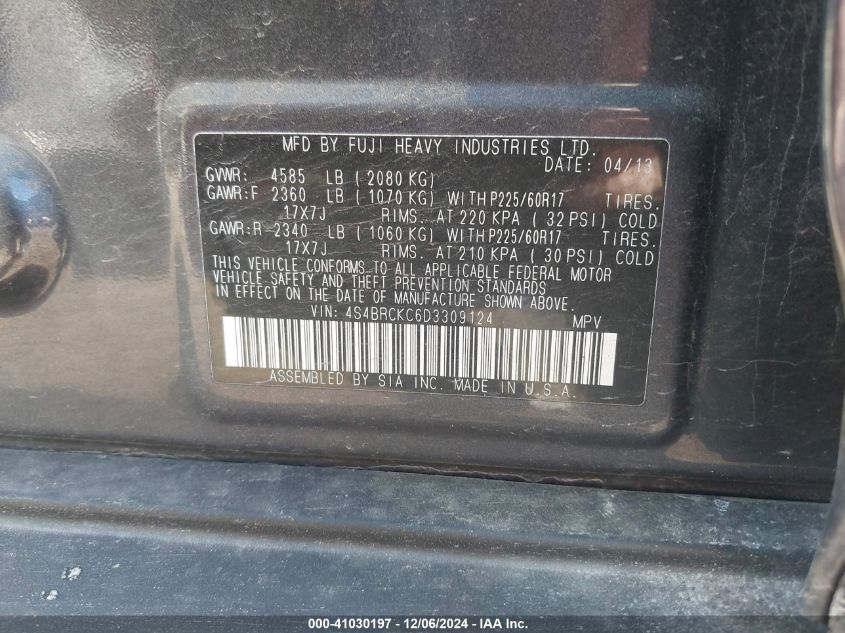 MFD BY FUJI HEAVY INDUSTRIES LTD.
DATE: 04/13
GVWR: 4585 LB (2080 KG)
GAWR:F 2360 LB (1070 KG) WITH P225/60R17 TIRES.
17X7J RIMS. AT 220 KPA (32 PSI) COLD
GAWR:R 2340 LB (1060 KG) WITH P225/60R17 TIRES.
17X7J RIMS. AT 210 KPA (30 PSI) COLD
THIS VEHICLE CONFORMS TO ALL APPLICABLE FEDERAL MOTOR
VEHICLE SAFETY AND THEFT PREVENTION STANDARDS
IN EFFECT ON THE DATE OF MANUFACTURE SHOWN ABOVE.
VIN: 4S4BRCKC6D3309124 MPV
ASSEMBLED BY SIA INC. MADE IN U.S.A.
000-41030197 - 12/06/2024 - IAA Inc.